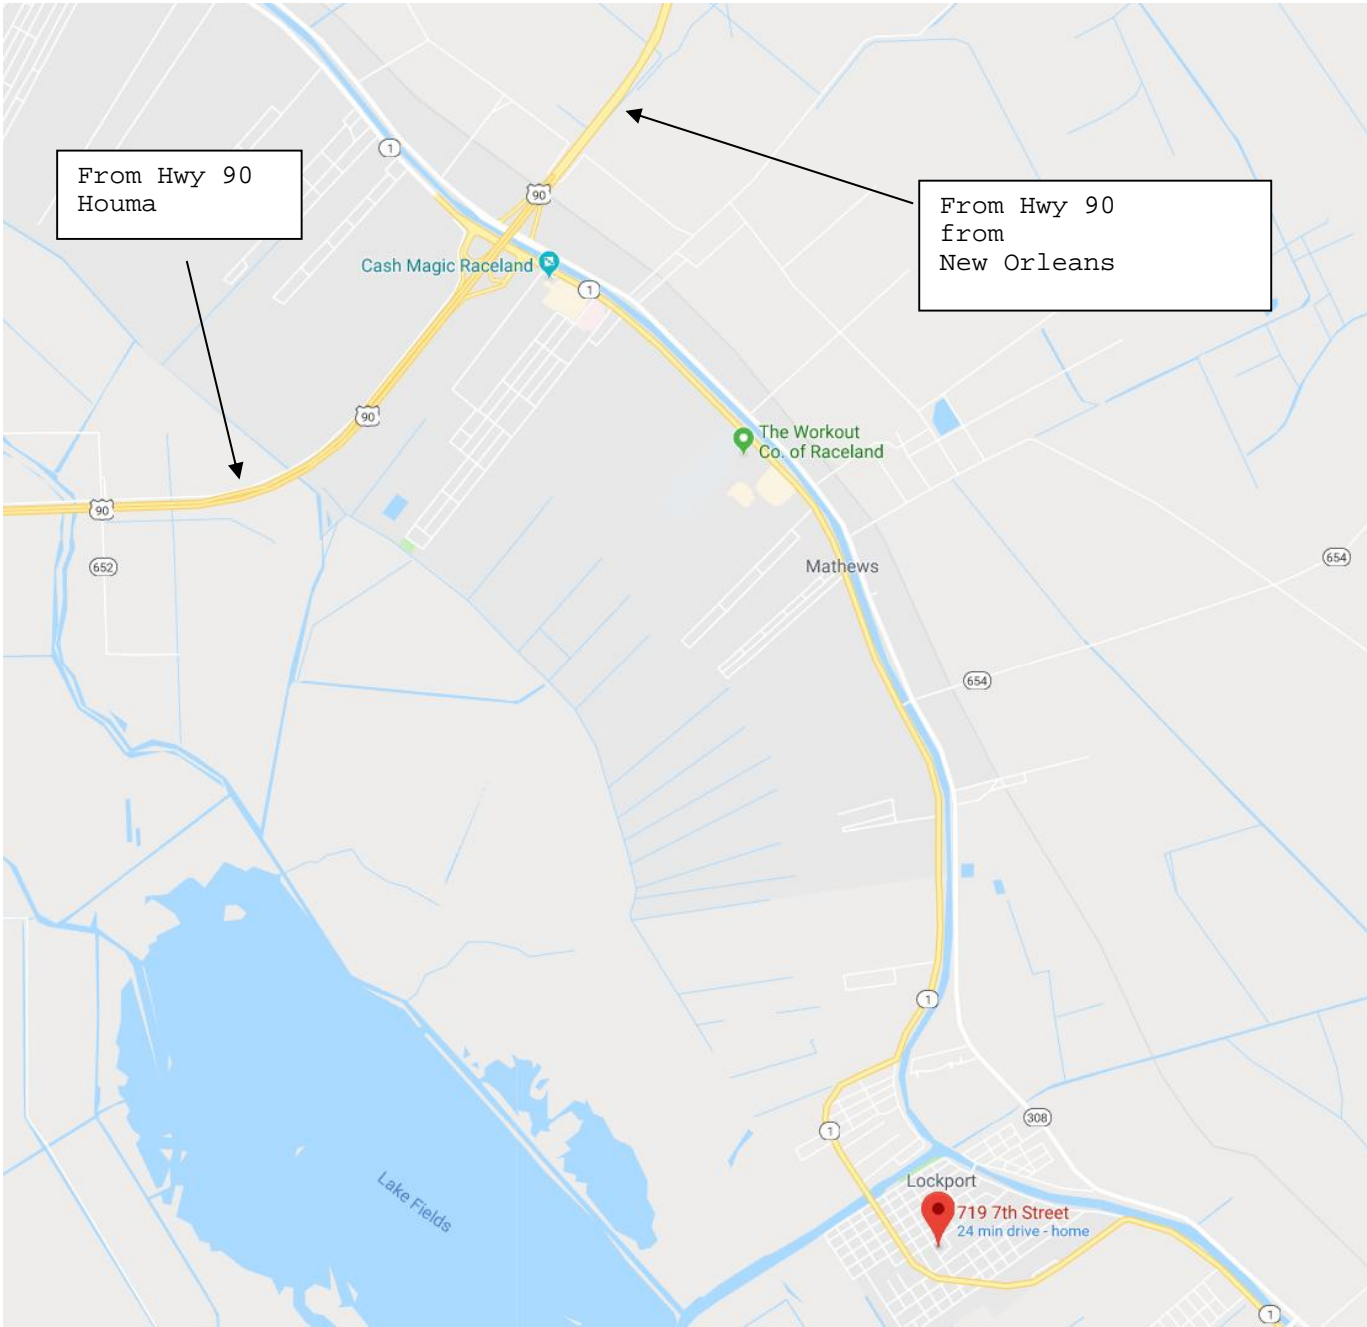 1
From Hwy 90
Houma
90
From Hwy 90
from
New Orleans
Cash Magic Raceland
1
90
The Workout
Co. of Raceland
90
652
Mathews
654
654
1
308
1
Lockport
Lake Fields
719 7th Street
24 min drive - home
1